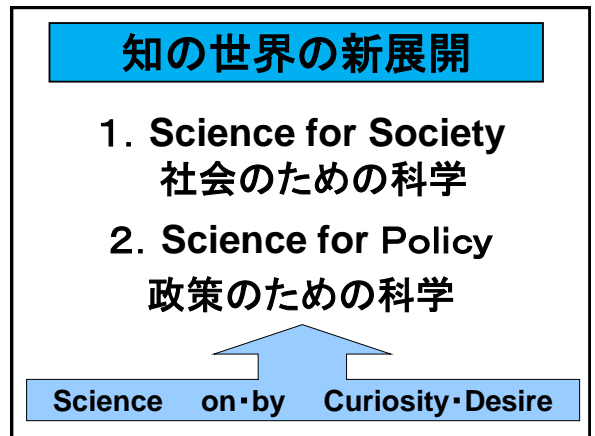 知の世界の新展開
１．Science for Society
社会のための科学
２．Science for Policy
政策のための科学
Science on・by Curiosity・Desire